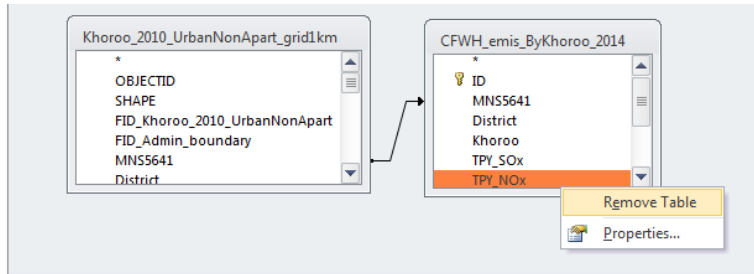 Khoroo_2010_UrbanNonApart_grid1km
*
OBJECTID
SHAPE
FID_Khoroo_2010_UrbanNonApart
FID_Admin_boundary
MNS5641
District
CFWH_emis_ByKhoroo_2014
*
ID
MNS5641
District
Khoroo
TPY_SOx
TPY_NOx
Remove Table
Properties...